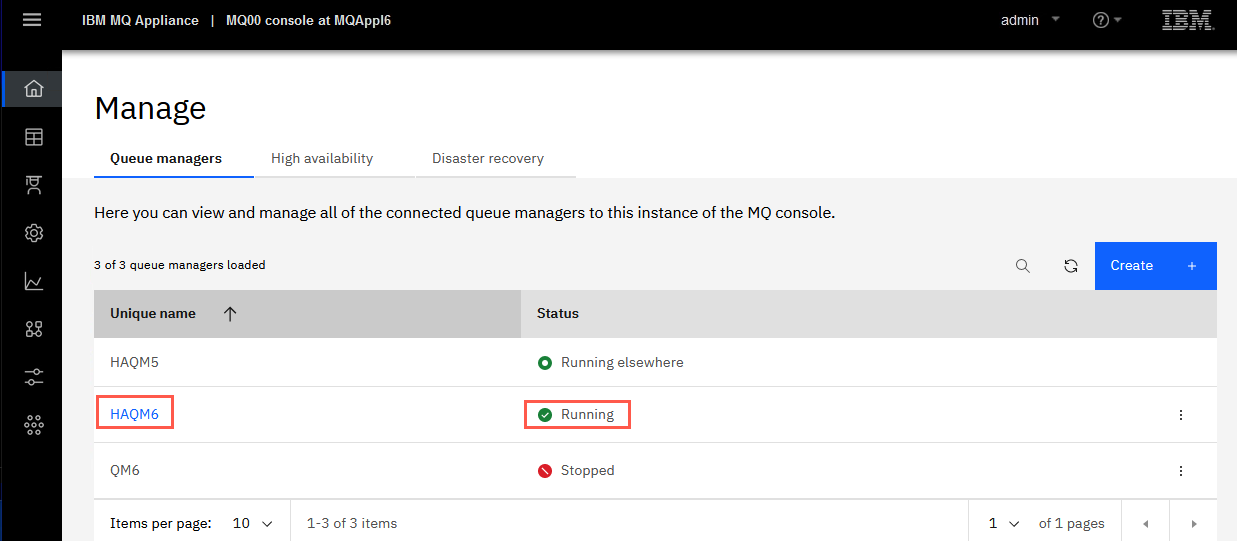 IBM MQ Appliance | MQ00 console at MQAppl6 admin ? IBM
Manage
Queue managers High availability Disaster recovery
Here you can view and manage all of the connected queue managers to this instance of the MQ console.
3 of 3 queue managers loaded Create +
Unique name Status
HAQM5 Running elsewhere
HAQM6 Running
QM6 Stopped
Items per page: 10 1-3 of 3 items 1 of 1 pages